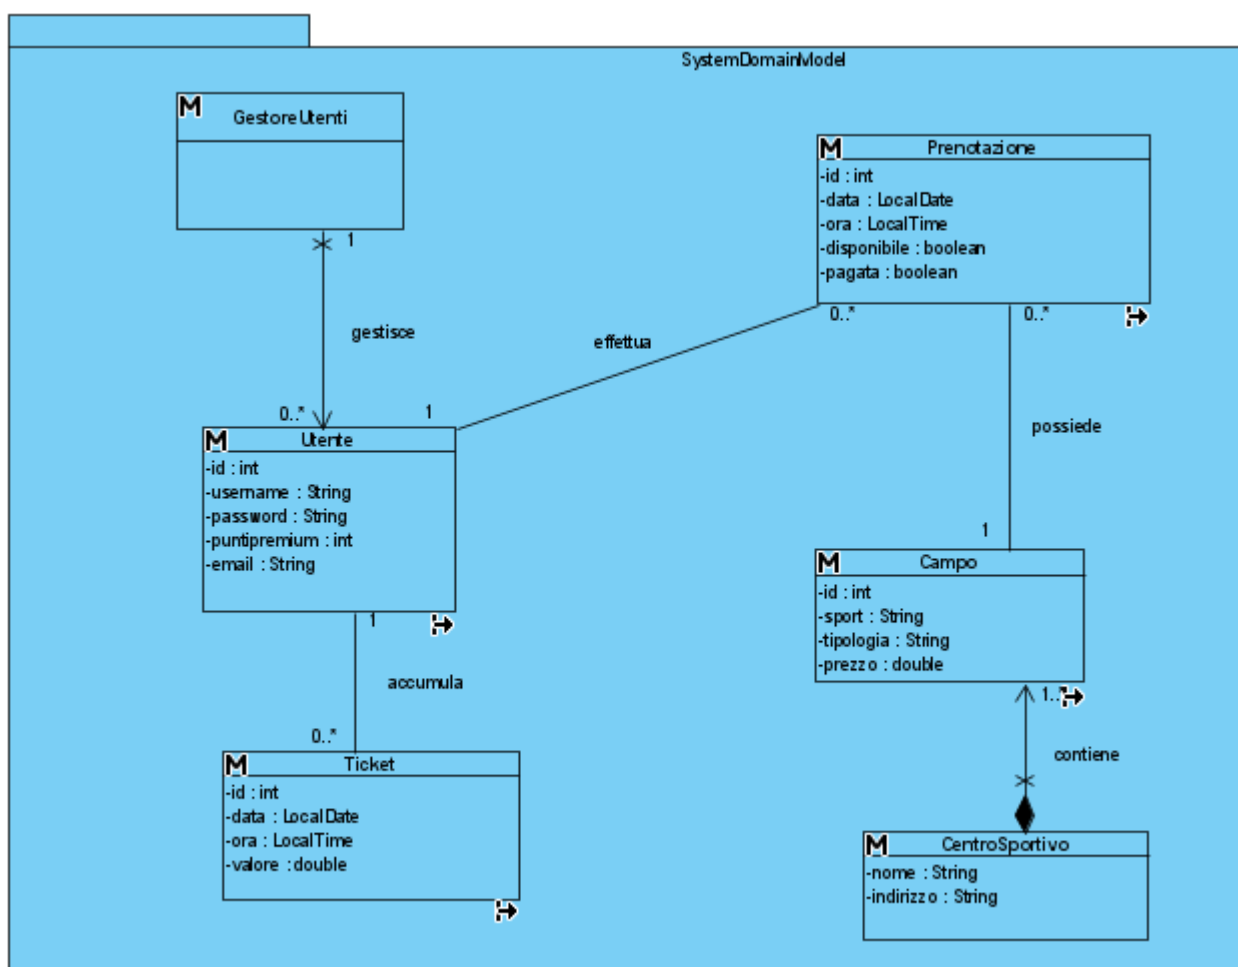 SystemDomainModel
M
GestoreUtenti
1
gestisce
0..*
M
Prenotazione
-id : int
-data : LocalDate
-ora : LocalTime
-disponibile : boolean
-pagata : boolean
0..*
0..*
effettua
1
possiede
1
M
Utente
-id : int
-username : String
-password : String
-puntipremium : int
-email : String
1
accumula
0..*
M
Campo
-id : int
-sport : String
-tipologia : String
-prezzo : double
1..*
contiene
M
Ticket
-id : int
-data : LocalDate
-ora : LocalTime
-valore : double
M
CentroSportivo
-nome : String
-indirizzo : String